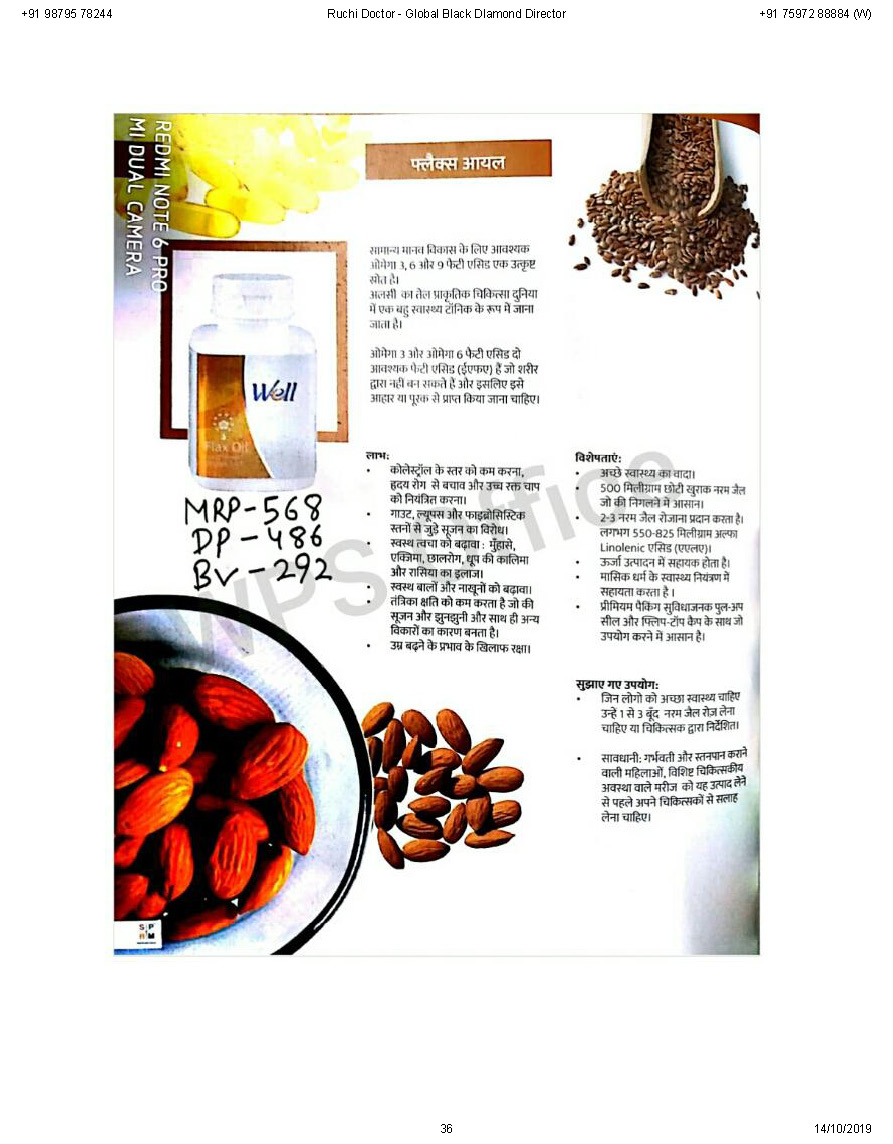 +91 98795 78244
Ruchi Doctor - Global Black DIamond Director
+91 75972 88884 (W)
REDMI NOTE 6 PRO
MI DUAL CAMERA
फ्लैक्स आयल
सामान्य मानव विकास के लिए आवश्यक
ओमेगा 3, 6 और 9 फैटी एसिड एक उत्कृष्ट
स्रोत है।
अलसी का तेल प्राकृतिक चिकित्सा दुनिया
में एक बहु स्वास्थ्य टॉनिक के रूप में जाना
जाता है।
ओमेगा 3 और ओमेगा 6 फैटी एसिड दो
आवश्यक फैटी एसिड (ईएफए) हैं जो शरीर
द्वारा नहीं बन सकते हैं और इसलिए इसे
आहार या पूरक से प्राप्त किया जाना चाहिए।
Well
Flax Oil
MRP-568
DP-486
BV-292
लाभ:
• कोलेस्ट्रॉल के स्तर को कम करना,
हृदय रोग से बचाव और उच्च रक्त चाप
को नियंत्रित करना।
• गाउट, ल्यूपस और फाइब्रोसिस्टिक
स्तनों से जुड़े सूजन का विरोध।
• स्वस्थ त्वचा को बढ़ावा : मुँहासे,
एक्जिमा, छालरोग, धूप की कालिमा
और रासिया का इलाज।
• स्वस्थ बालों और नाखूनों को बढ़ावा।
• तंत्रिका क्षति को कम करता है जो की
सूजन और झुनझुनी और साथ ही अन्य
विकारों का कारण बनता है।
• उम्र बढ़ने के प्रभाव के खिलाफ रक्षा।
विशेषताएं:
• अच्छे स्वास्थ्य का वादा।
• 500 मिलीग्राम छोटी खुराक नरम जैल
जो की निगलने में आसान।
• 2-3 नरम जैल रोजाना प्रदान करता है।
लगभग 550-825 मिलीग्राम अल्फा
Linolenic एसिड (एएलए)।
• ऊर्जा उत्पादन में सहायक होता है।
• मासिक धर्म के स्वास्थ्य नियंत्रण में
सहायता करता है ।
• प्रीमियम पैकिंग सुविधाजनक पुल-अप
सील और फ्लिप-टॉप कैप के साथ जो
उपयोग करने में आसान है।
सुझाए गए उपयोग:
• जिन लोगो को अच्छा स्वास्थ्य चाहिए
उन्हें 1 से 3 बूंद नरम जैल रोज़ लेना
चाहिए या चिकित्सक द्वारा निर्देशित।
• सावधानी: गर्भवती और स्तनपान कराने
वाली महिलाओं, विशिष्ट चिकित्सकीय
अवस्था वाले मरीज को यह उत्पाद लेने
से पहले अपने चिकित्सकों से सलाह
लेना चाहिए।
WPS Office
36
14/10/2019